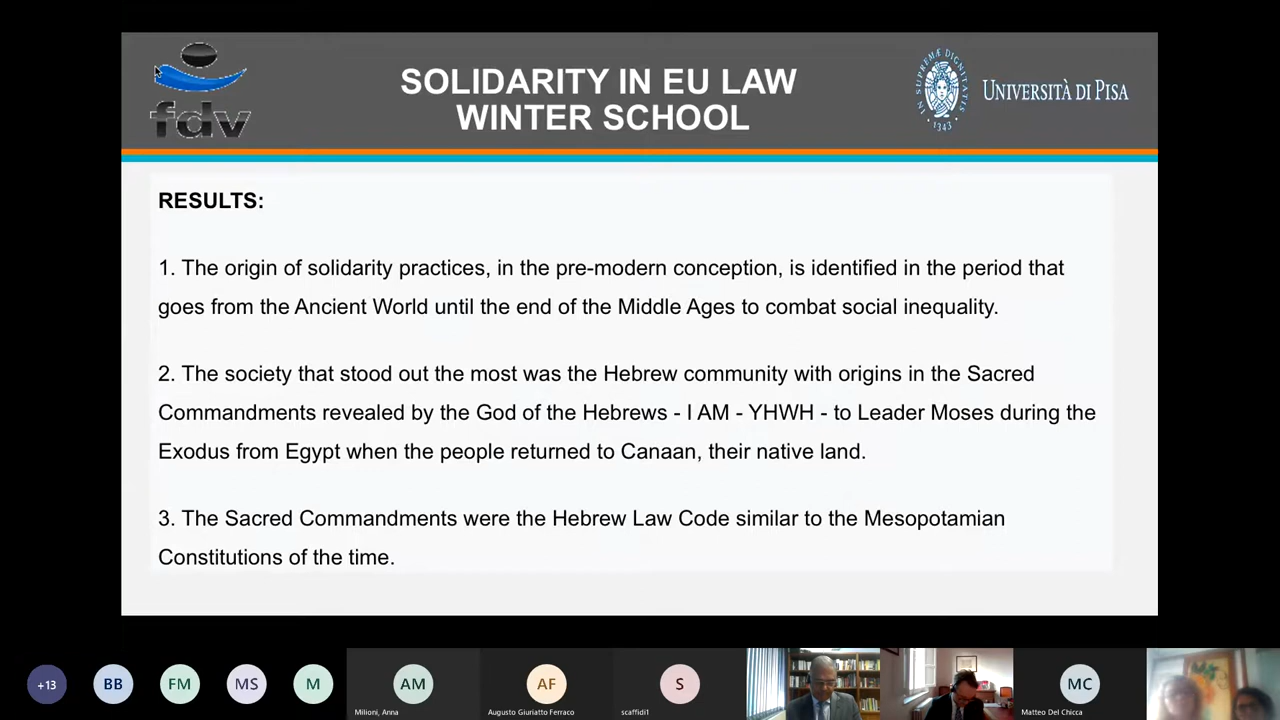 fdv
SOLIDARITY IN EU LAW
WINTER SCHOOL
IN SUPREMÆ DIGNITATIS
1343
UNIVERSITÀ DI PISA
RESULTS:
1. The origin of solidarity practices, in the pre-modern conception, is identified in the period that
goes from the Ancient World until the end of the Middle Ages to combat social inequality.
2. The society that stood out the most was the Hebrew community with origins in the Sacred
Commandments revealed by the God of the Hebrews - I AM - YHWH - to Leader Moses during the
Exodus from Egypt when the people returned to Canaan, their native land.
3. The Sacred Commandments were the Hebrew Law Code similar to the Mesopotamian
Constitutions of the time.
+13
BB
FM
MS
M
AM
Milioni, Anna
AF
Augusto Giuriatto Ferraco
S
scaffidi1
MC
Matteo Del Chicca